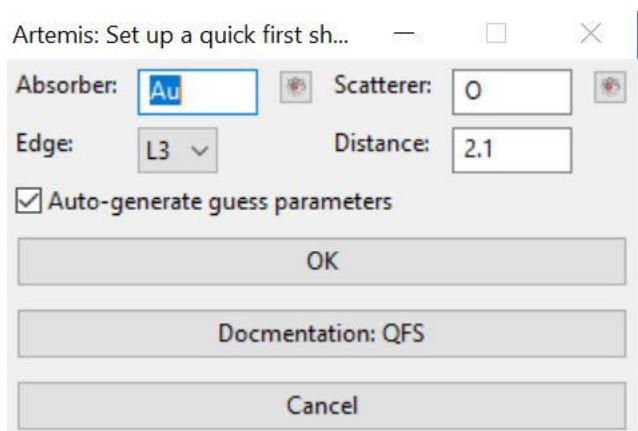 Artemis: Set up a quick first sh...
Absorber: Au Scatterer: O
Edge: L3 Distance: 2.1
Auto-generate guess parameters
OK
Docmentation: QFS
Cancel